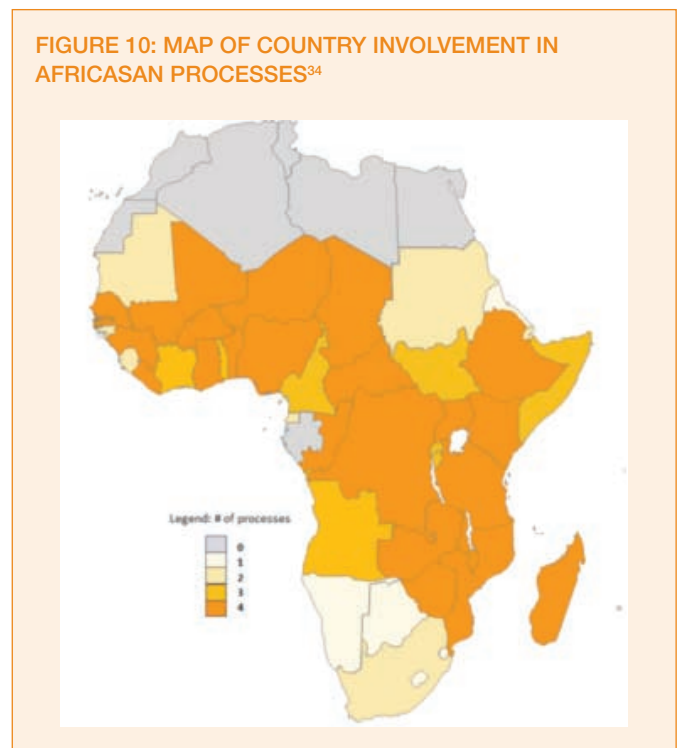 FIGURE 10: MAP OF COUNTRY INVOLVEMENT IN
AFRICASAN PROCESSES³⁴
Legend: # of processes
0
1
2
3
4